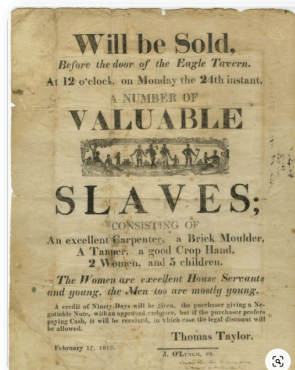 Will be Sold,
Before the door of the Eagle Tavern.
At 12 o'clock, on Monday the 24th instant,
A NUMBER OF
VALUABLE
SLAVES;
CONSISTING OF
An excellent Carpenter, a Brick Moulder,
A Tanner, a good Crop Hand,
2 Women, and 5 children.
The Women are excellent House Servants
and young, the Men too are mostly young.
A credit of Ninety Days will be given, the purchaser giving a Ne-
gotiable Note, with an approved endorser, but if the purchaser prefers
paying Cash, it will be received, in which case the legal discount will
be allowed.
Thomas Taylor.
February 17,
J. O'LYNCH, PR.